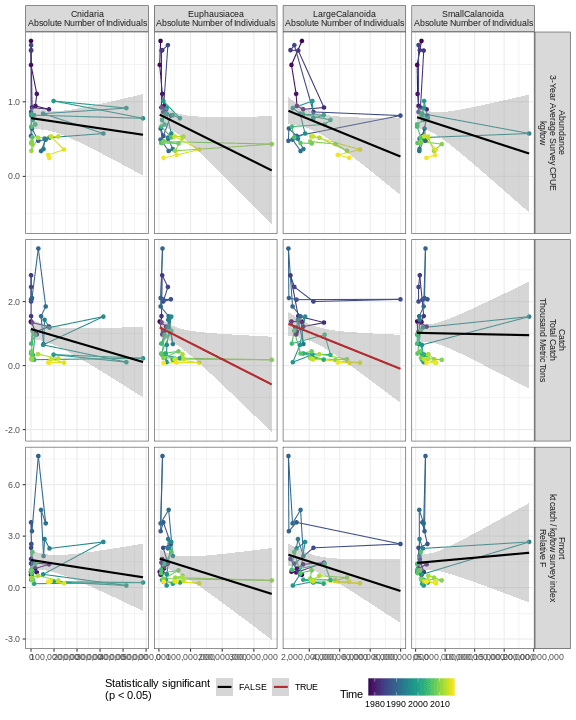 Cnidaria
Absolute Number of Individuals
Euphausiacea
Absolute Number of Individuals
LargeCalanoida
Absolute Number of Individuals
SmallCalanoida
Absolute Number of Individuals
1.0
0.0
Abundance
3-Year Average Survey CPUE
kg/tow
2.0
0.0
-2.0
Catch
Total Catch
Thousand Metric Tons
6.0
3.0
0.0
-3.0
Fmort
kt catch / kg/tow survey index
Relative F
Statistically significant
(p < 0.05)
FALSE
TRUE
Time
1980 1990 2000 2010